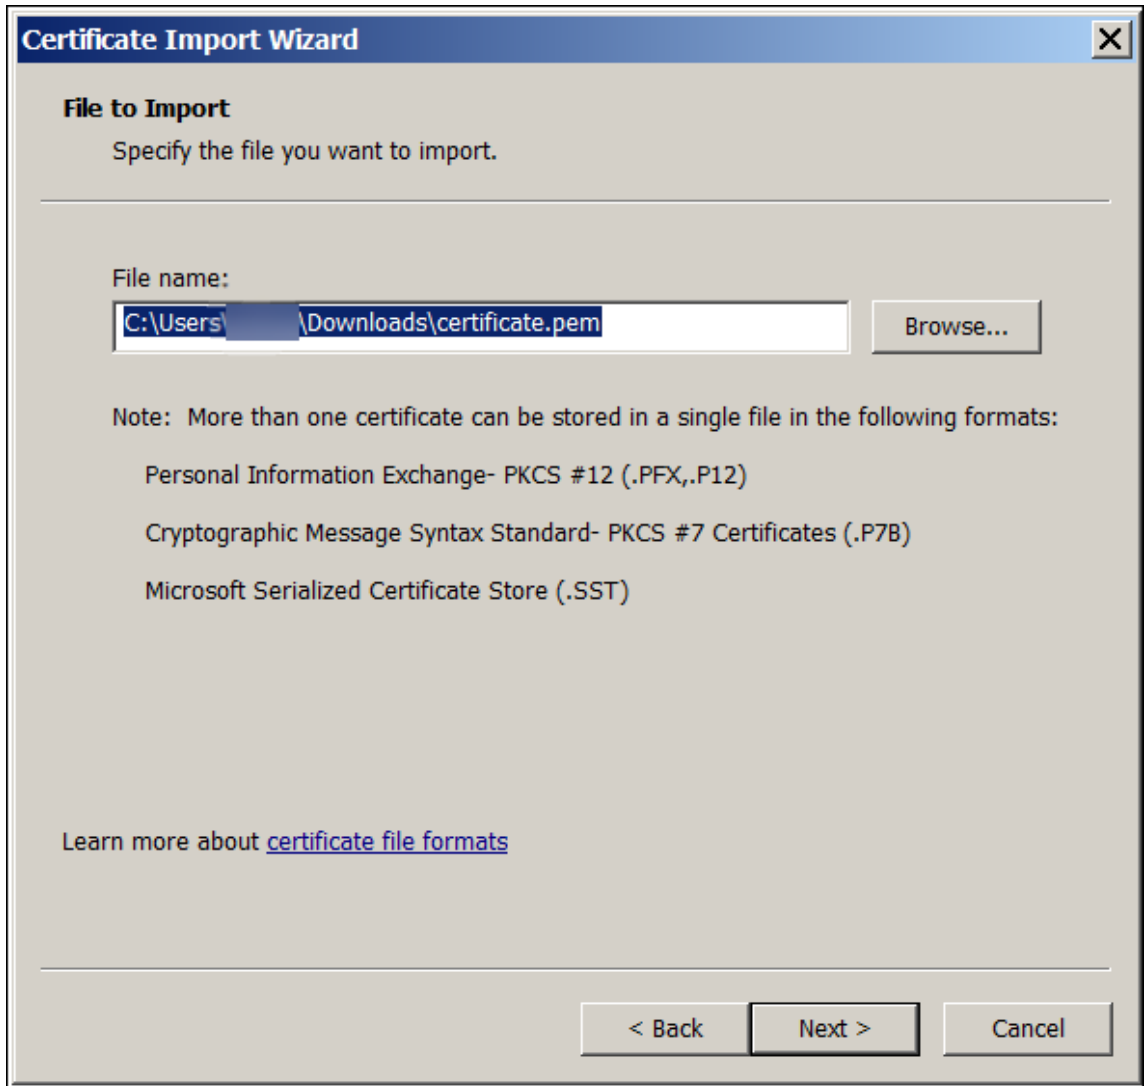 Certificate Import Wizard
File to Import
Specify the file you want to import.
File name:
C:\Users\ \Downloads\certificate.pem
Browse...
Note: More than one certificate can be stored in a single file in the following formats:
Personal Information Exchange- PKCS #12 (.PFX,.P12)
Cryptographic Message Syntax Standard- PKCS #7 Certificates (.P7B)
Microsoft Serialized Certificate Store (.SST)
Learn more about certificate file formats
< Back Next > Cancel